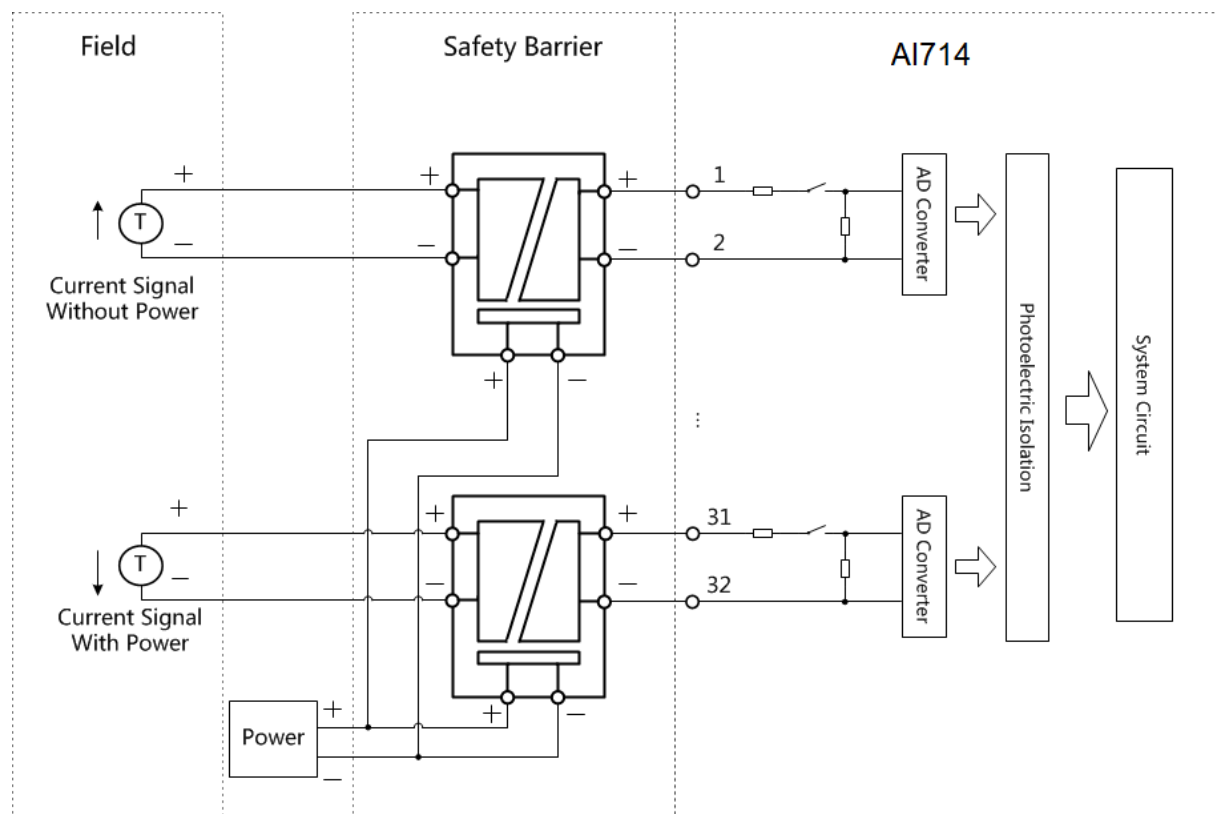 Field
Safety Barrier
AI714
+
+
+
1
T
−
−
−
2
AD Converter
Current Signal
Without Power
+
−
Photoelectric Isolation
System Circuit
...
+
+
+
31
T
−
−
−
32
AD Converter
Current Signal
With Power
+
−
Power
+
−